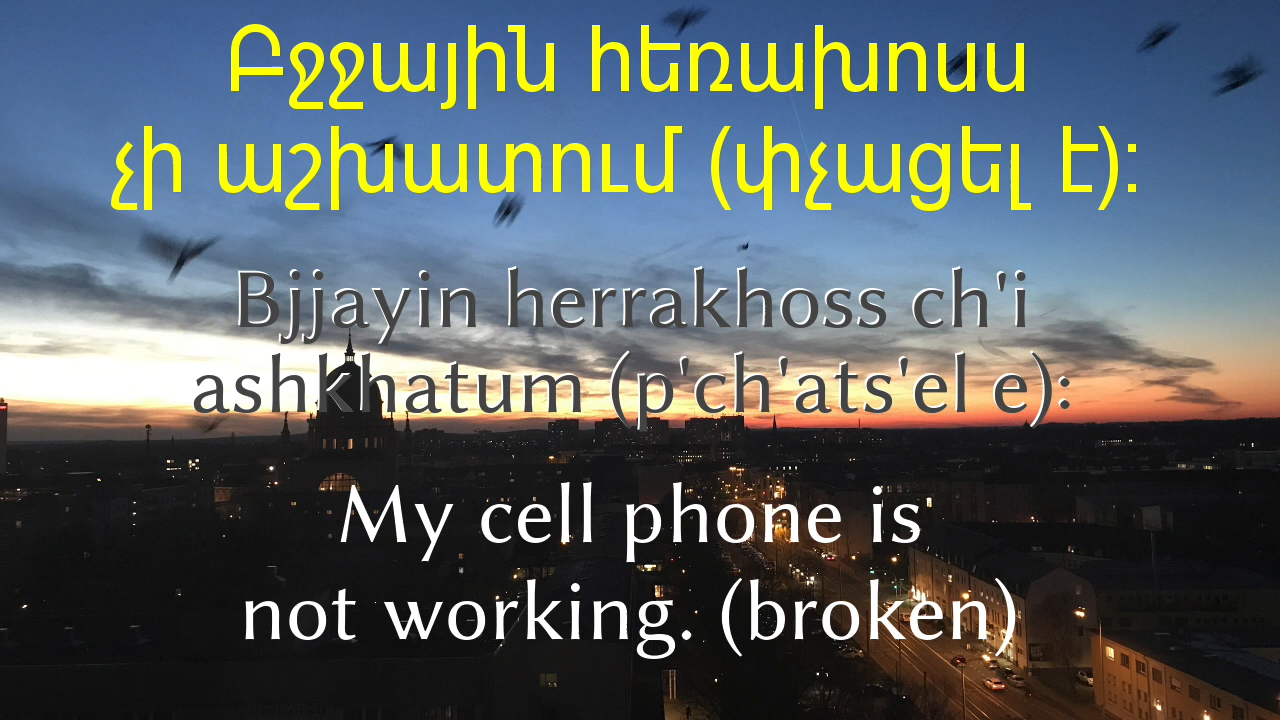 Բջջային հեռախոսս
չի աշխատում (փչացել է):
Bjjayin herrakhoss ch'i
ashkhatum (p'ch'ats'el e):
My cell phone is
not working. (broken)